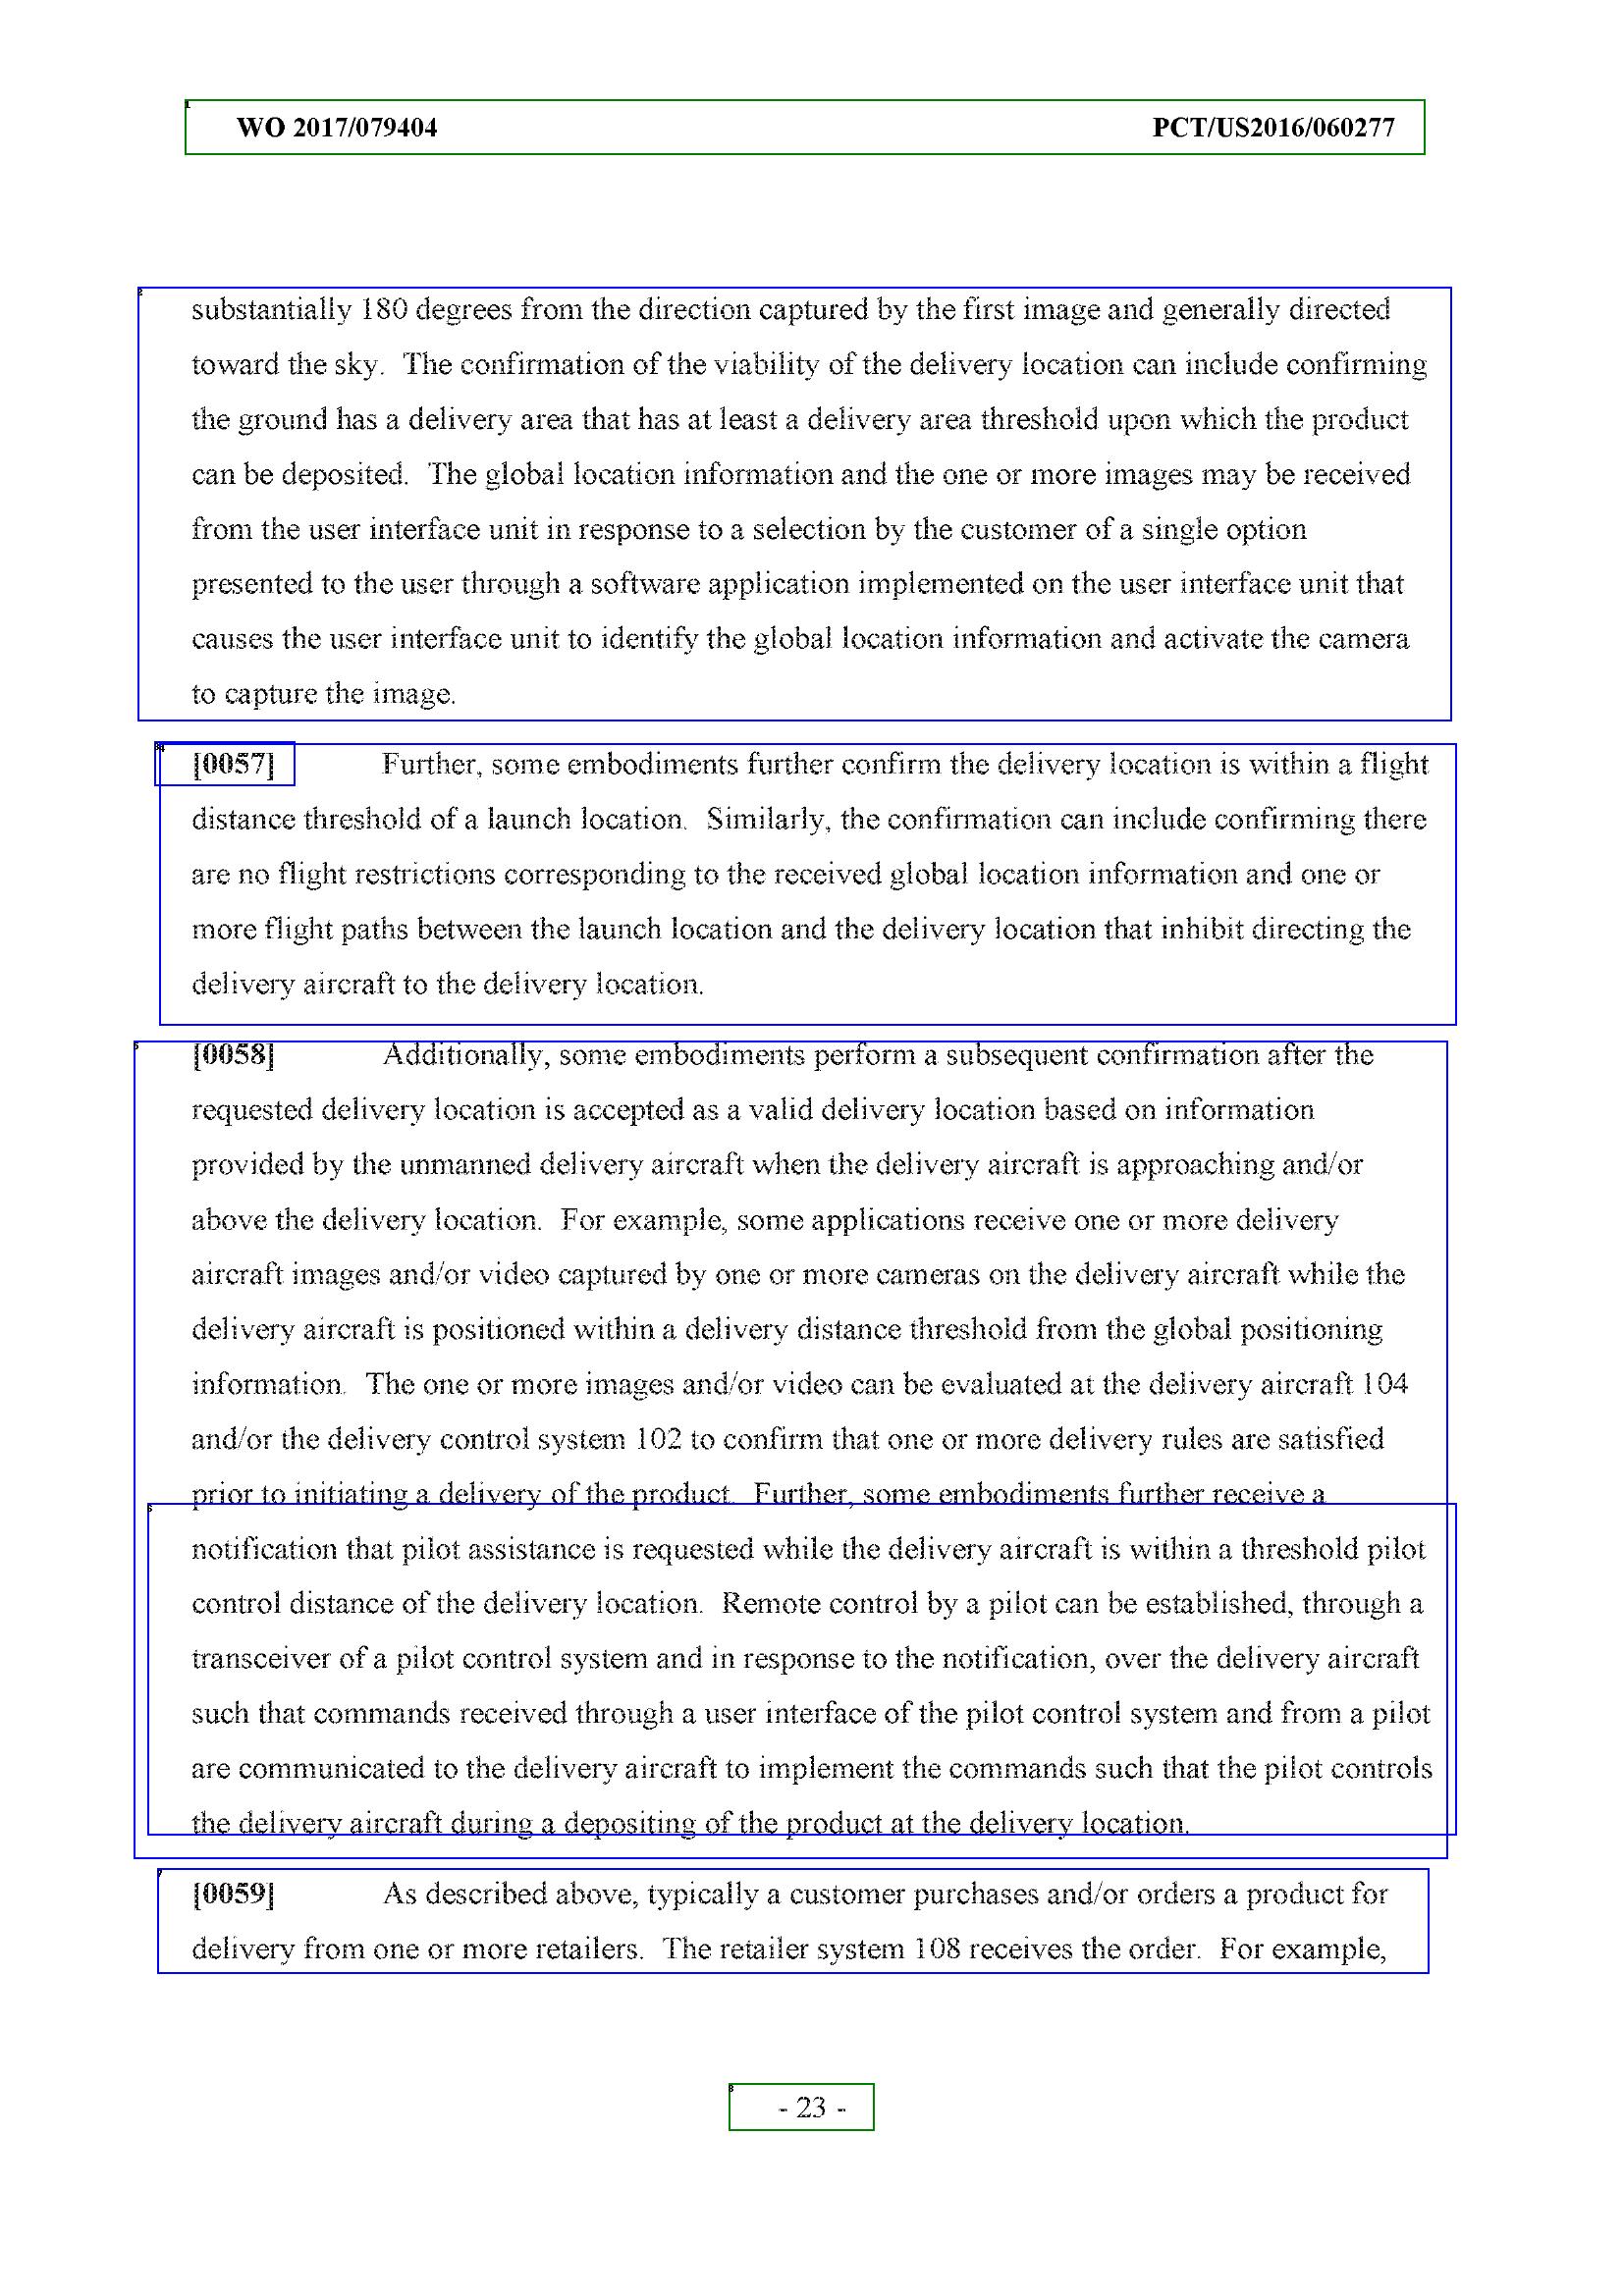 WO 2017/079404 PCT/US2016/060277
substantially 180 degrees from the direction captured by the first image and generally directed
toward the sky. The confirmation of the viability of the delivery location can include confirming
the ground has a delivery area that has at least a delivery area threshold upon which the product
can be deposited. The global location information and the one or more images may be received
from the user interface unit in response to a selection by the customer of a single option
presented to the user through a software application implemented on the user interface unit that
causes the user interface unit to identify the global location information and activate the camera
to capture the image.
[0057] Further, some embodiments further confirm the delivery location is within a flight
distance threshold of a launch location. Similarly, the confirmation can include confirming there
are no flight restrictions corresponding to the received global location information and one or
more flight paths between the launch location and the delivery location that inhibit directing the
delivery aircraft to the delivery location.
[0058] Additionally, some embodiments perform a subsequent confirmation after the
requested delivery location is accepted as a valid delivery location based on information
provided by the unmanned delivery aircraft when the delivery aircraft is approaching and/or
above the delivery location. For example, some applications receive one or more delivery
aircraft images and/or video captured by one or more cameras on the delivery aircraft while the
delivery aircraft is positioned within a delivery distance threshold from the global positioning
information. The one or more images and/or video can be evaluated at the delivery aircraft 104
and/or the delivery control system 102 to confirm that one or more delivery rules are satisfied
prior to initiating a delivery of the product. Further, some embodiments further receive a
notification that pilot assistance is requested while the delivery aircraft is within a threshold pilot
control distance of the delivery location. Remote control by a pilot can be established, through a
transceiver of a pilot control system and in response to the notification, over the delivery aircraft
such that commands received through a user interface of the pilot control system and from a pilot
are communicated to the delivery aircraft to implement the commands such that the pilot controls
the delivery aircraft during a depositing of the product at the delivery location.
[0059] As described above, typically a customer purchases and/or orders a product for
delivery from one or more retailers. The retailer system 108 receives the order. For example,
- 23 -